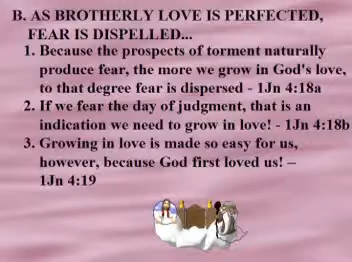 B. AS BROTHERLY LOVE IS PERFECTED,
FEAR IS DISPELLED...
1. Because the prospects of torment naturally
produce fear, the more we grow in God's love,
to that degree fear is dispersed - 1Jn 4:18a
2. If we fear the day of judgment, that is an
indication we need to grow in love! - 1Jn 4:18b
3. Growing in love is made so easy for us,
however, because God first loved us! –
1Jn 4:19